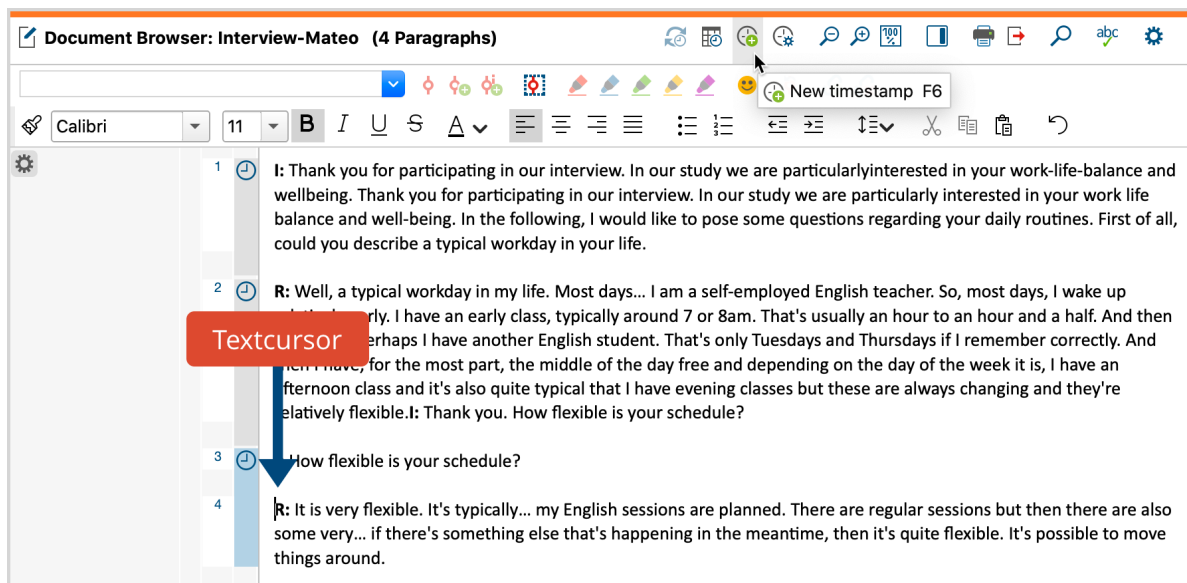 Document Browser: Interview-Mateo (4 Paragraphs)
100 %
abc
New timestamp F6
Calibri
11
B I U S A
1 I: Thank you for participating in our interview. In our study we are particularlyinterested in your work-life-balance and
wellbeing. Thank you for participating in our interview. In our study we are particularly interested in your work life
balance and well-being. In the following, I would like to pose some questions regarding your daily routines. First of all,
could you describe a typical workday in your life.
2 R: Well, a typical workday in my life. Most days... I am a self-employed English teacher. So, most days, I wake up
I have an early class, typically around 7 or 8am. That's usually an hour to an hour and a half. And then
Textcursor
I have another English student. That's only Tuesdays and Thursdays if I remember correctly. And
for the most part, the middle of the day free and depending on the day of the week it is, I have an
class and it's also quite typical that I have evening classes but these are always changing and they're
flexible.I: Thank you. How flexible is your schedule?
3 How flexible is your schedule?
4 R: It is very flexible. It's typically... my English sessions are planned. There are regular sessions but then there are also
some very... if there's something else that's happening in the meantime, then it's quite flexible. It's possible to move
things around.